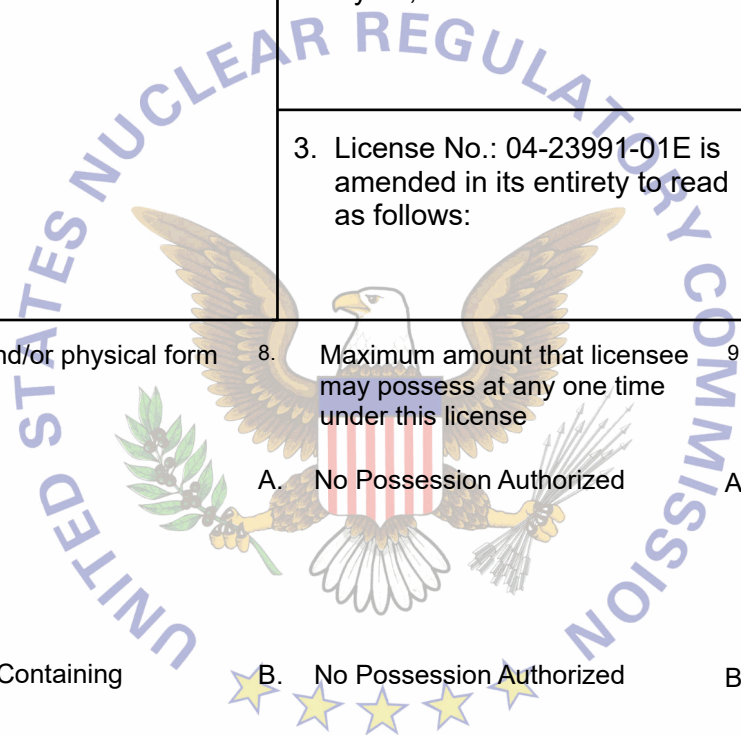 UNITED STATES NUCLEAR REGULATORY COMMISSION
3. License No.: 04-23991-01E is
amended in its entirety to read
as follows:
nd/or physical form
8. Maximum amount that licensee
may possess at any one time
under this license
9
A. No Possession Authorized
A
Containing
B. No Possession Authorized
B